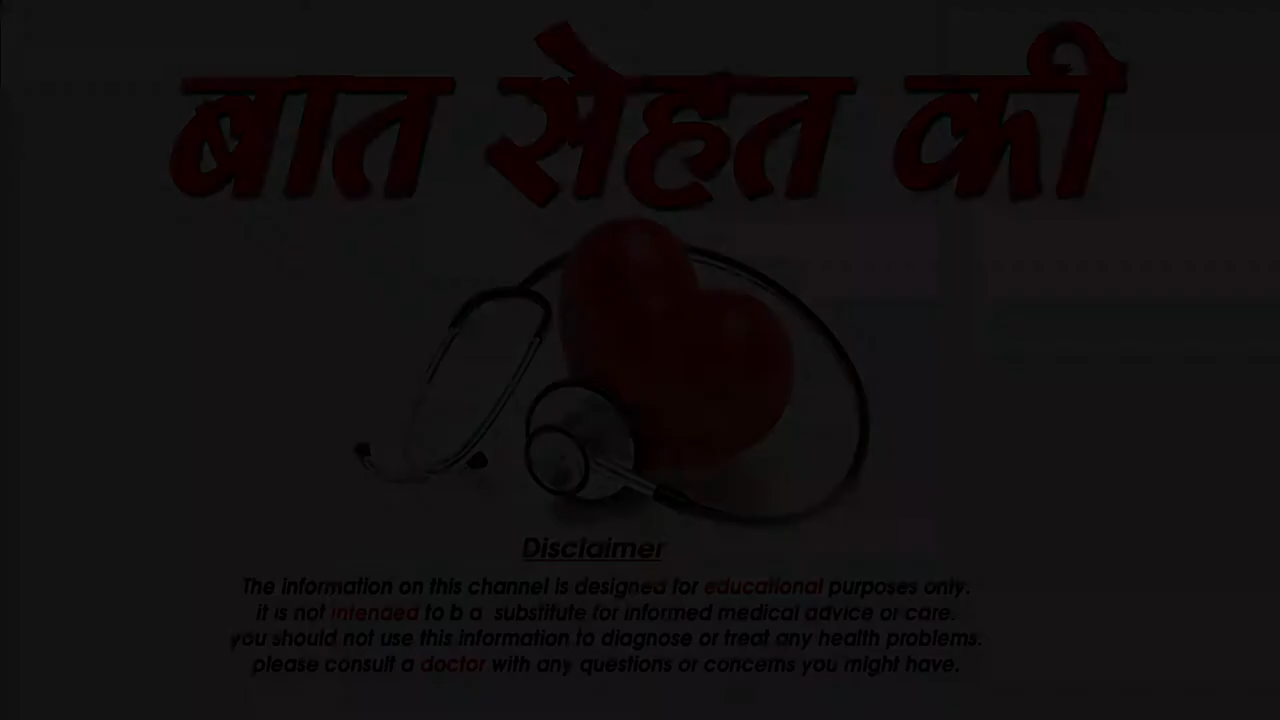 बात सेहत की
Disclaimer
The information on this channel is designed for educational purposes only.
it is not intended to b a substitute for informed medical advice or care.
you should not use this information to diagnose or treat any health problems.
please consult a doctor with any questions or concerns you might have.